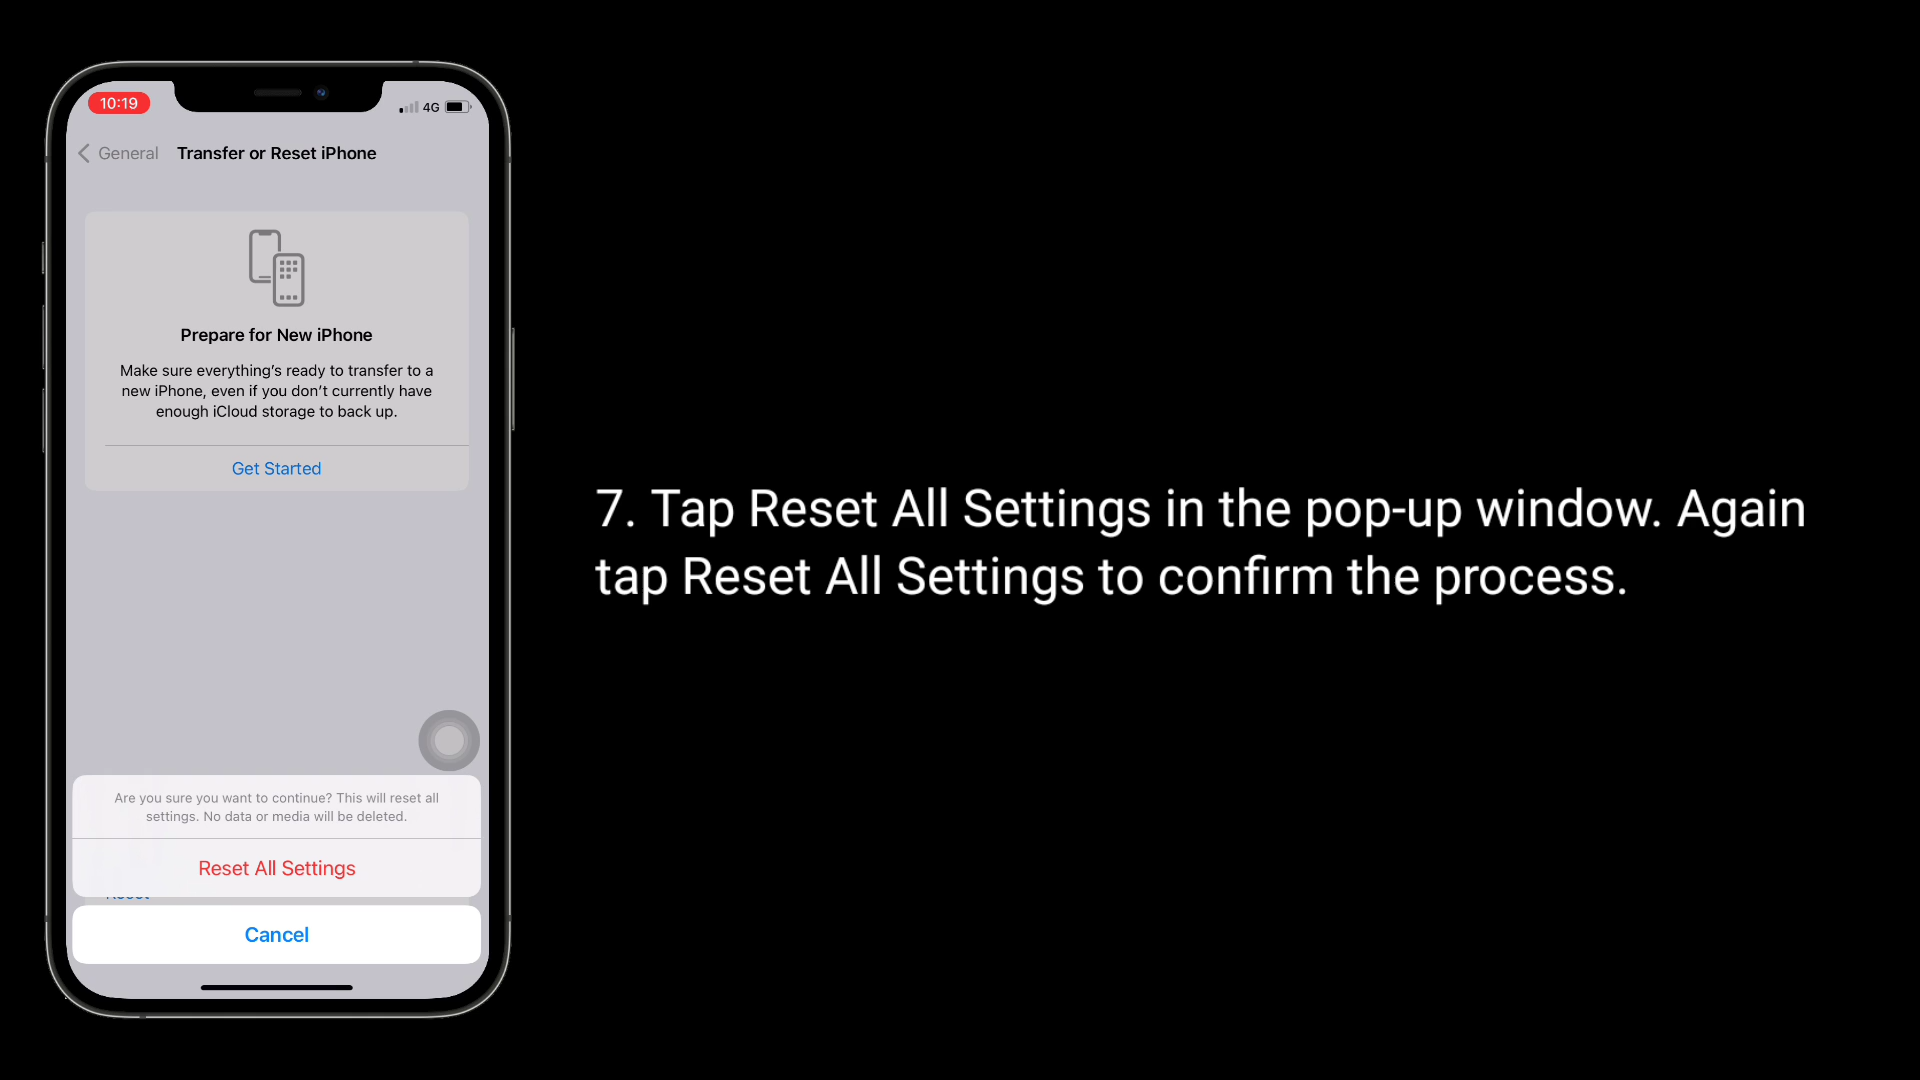 10:19
4G
General
Transfer or Reset iPhone
Prepare for New iPhone
Make sure everything’s ready to transfer to a
new iPhone, even if you don’t currently have
enough iCloud storage to back up.
Get Started
7. Tap Reset All Settings in the pop-up window. Again
tap Reset All Settings to confirm the process.
Are you sure you want to continue? This will reset all
settings. No data or media will be deleted.
Reset All Settings
Cancel